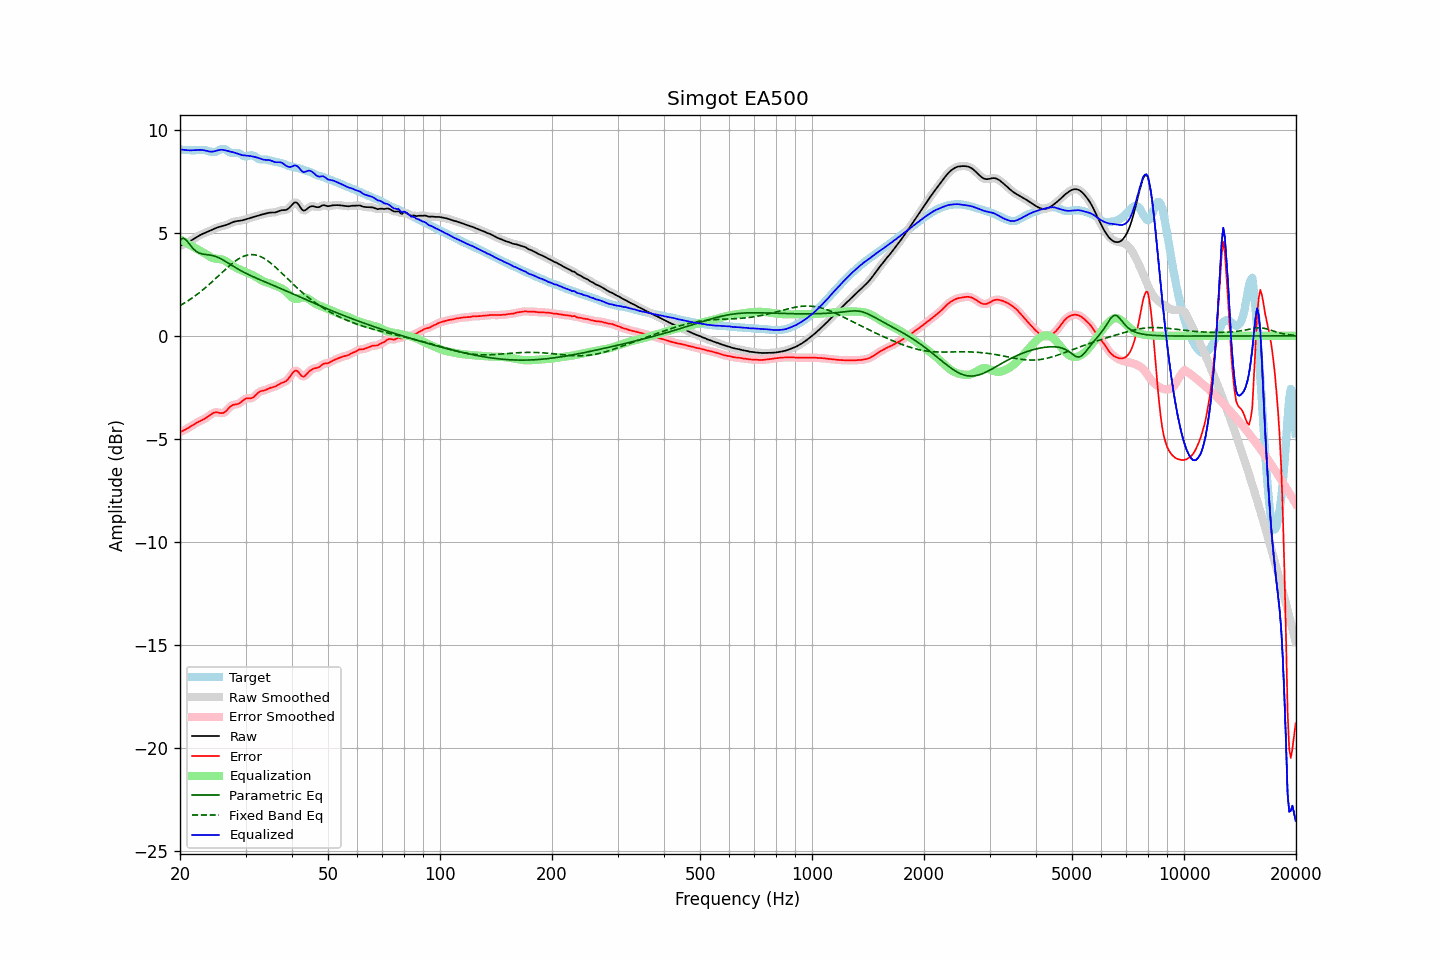 Simgot EA500
10
5
0
−5
−10
−15
−20
−25
Amplitude (dBr)
Target
Raw Smoothed
Error Smoothed
Raw
Error
Equalization
Parametric Eq
Fixed Band Eq
Equalized
20 50 100 200 500 1000 2000 5000 10000 20000
Frequency (Hz)